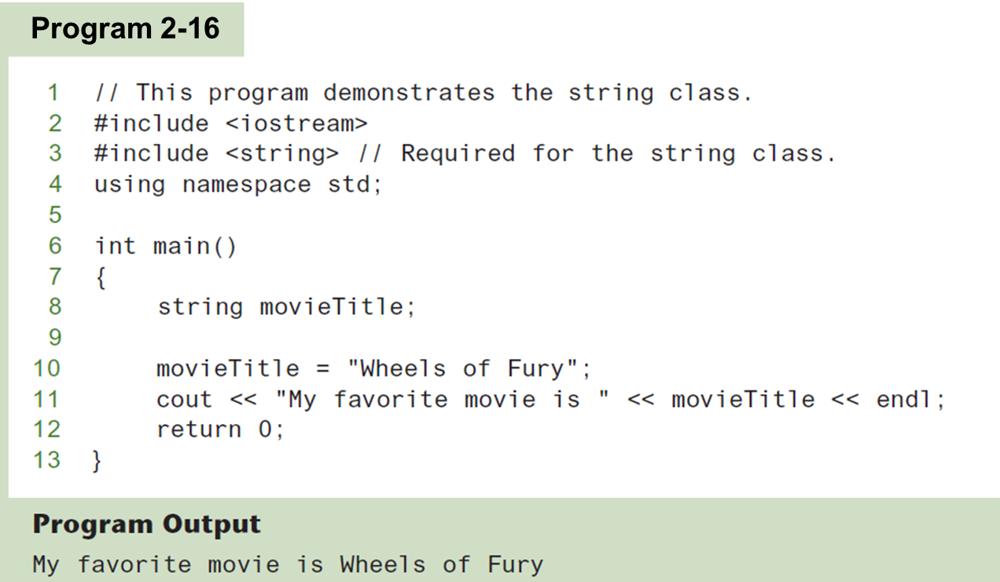 Program 2-16
1 // This program demonstrates the string class.
2 #include <iostream>
3 #include <string> // Required for the string class.
4 using namespace std;
5
6 int main()
7 {
8 string movieTitle;
9
10 movieTitle = "Wheels of Fury";
11 cout << "My favorite movie is " << movieTitle << endl;
12 return 0;
13 }
Program Output
My favorite movie is Wheels of Fury